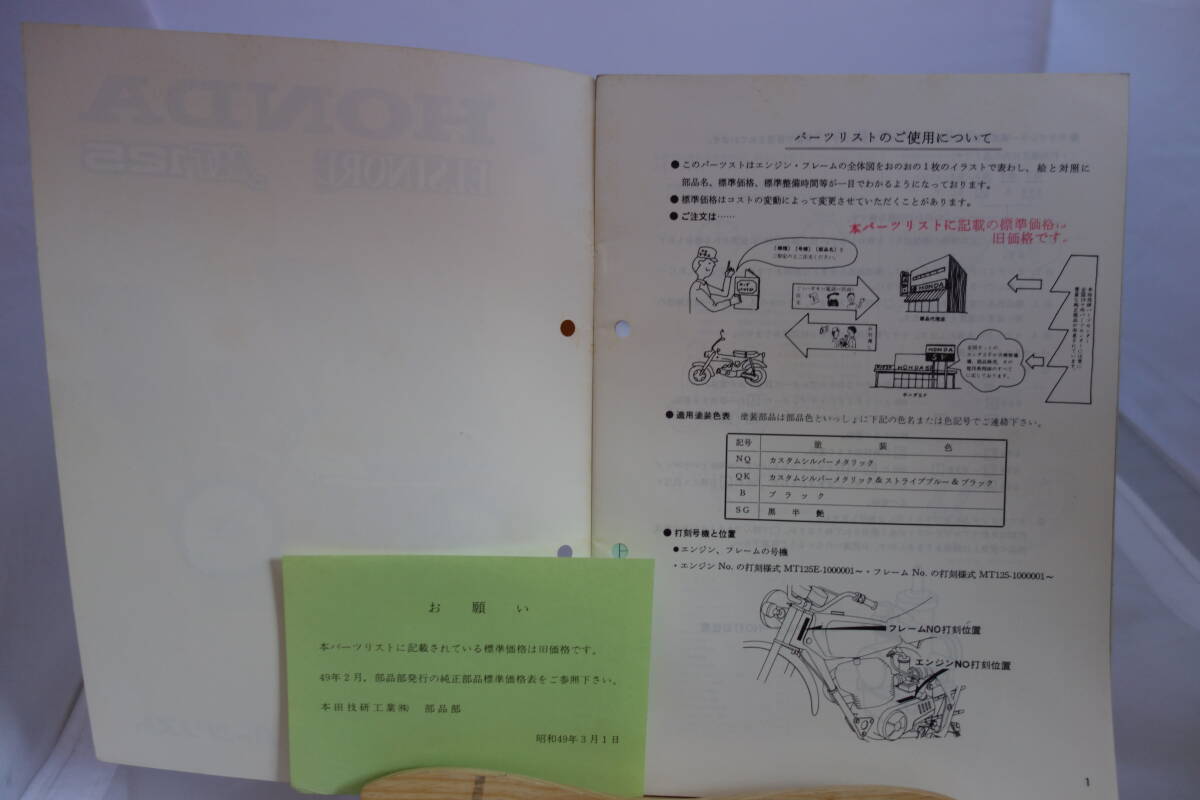 パーツリストのご使用について
●このパーツストはエンジン・フレームの全体図をおのおの1枚のイラストで表わし、絵と対照に
部品名、標準価格、標準整備時間等が一目でわかるようになっております。
●標準価格はコストの変動によって変更させていただくことがあります。
●ご注文は……
本パーツリストに記載の標準価格は
旧価格です。
HONDA
部品代理店
HONDA
SF
HONDA SF
ホンダSF
●適用塗装色表 塗装部品は部品色といっしょに下記の色名または色記号でご連絡下さい。
記号 塗装色
NQ カスタムシルバーメタリック
QK カスタムシルバーメタリック&ストライプブルー&ブラック
B ブラック
SG 黒半艶
●打刻号機と位置
●エンジン、フレームの号機
・エンジン No. の打刻様式 MT125E-1000001～・フレーム No. の打刻様式 MT125-1000001～
フレームNO打刻位置
エンジンNO打刻位置
1
お願い
本パーツリストに記載されている標準価格は旧価格です。
49年2月、部品部発行の純正部品標準価格表をご参照下さい。
本田技研工業㈱ 部品部
昭和49年3月1日